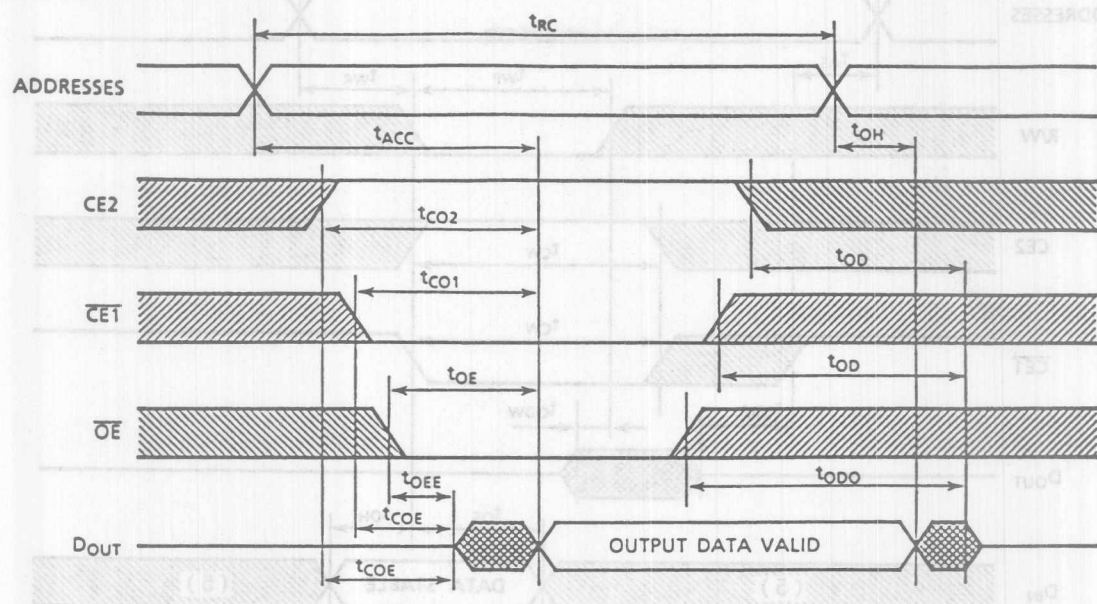 tRC
ADDRESSES
tACC
tOH
CE2
tCO2
tOD
CE1
tCO1
tOD
tOE
OE
tOEE
tODO
tCOE
DOUT
OUTPUT DATA VALID
tCOE